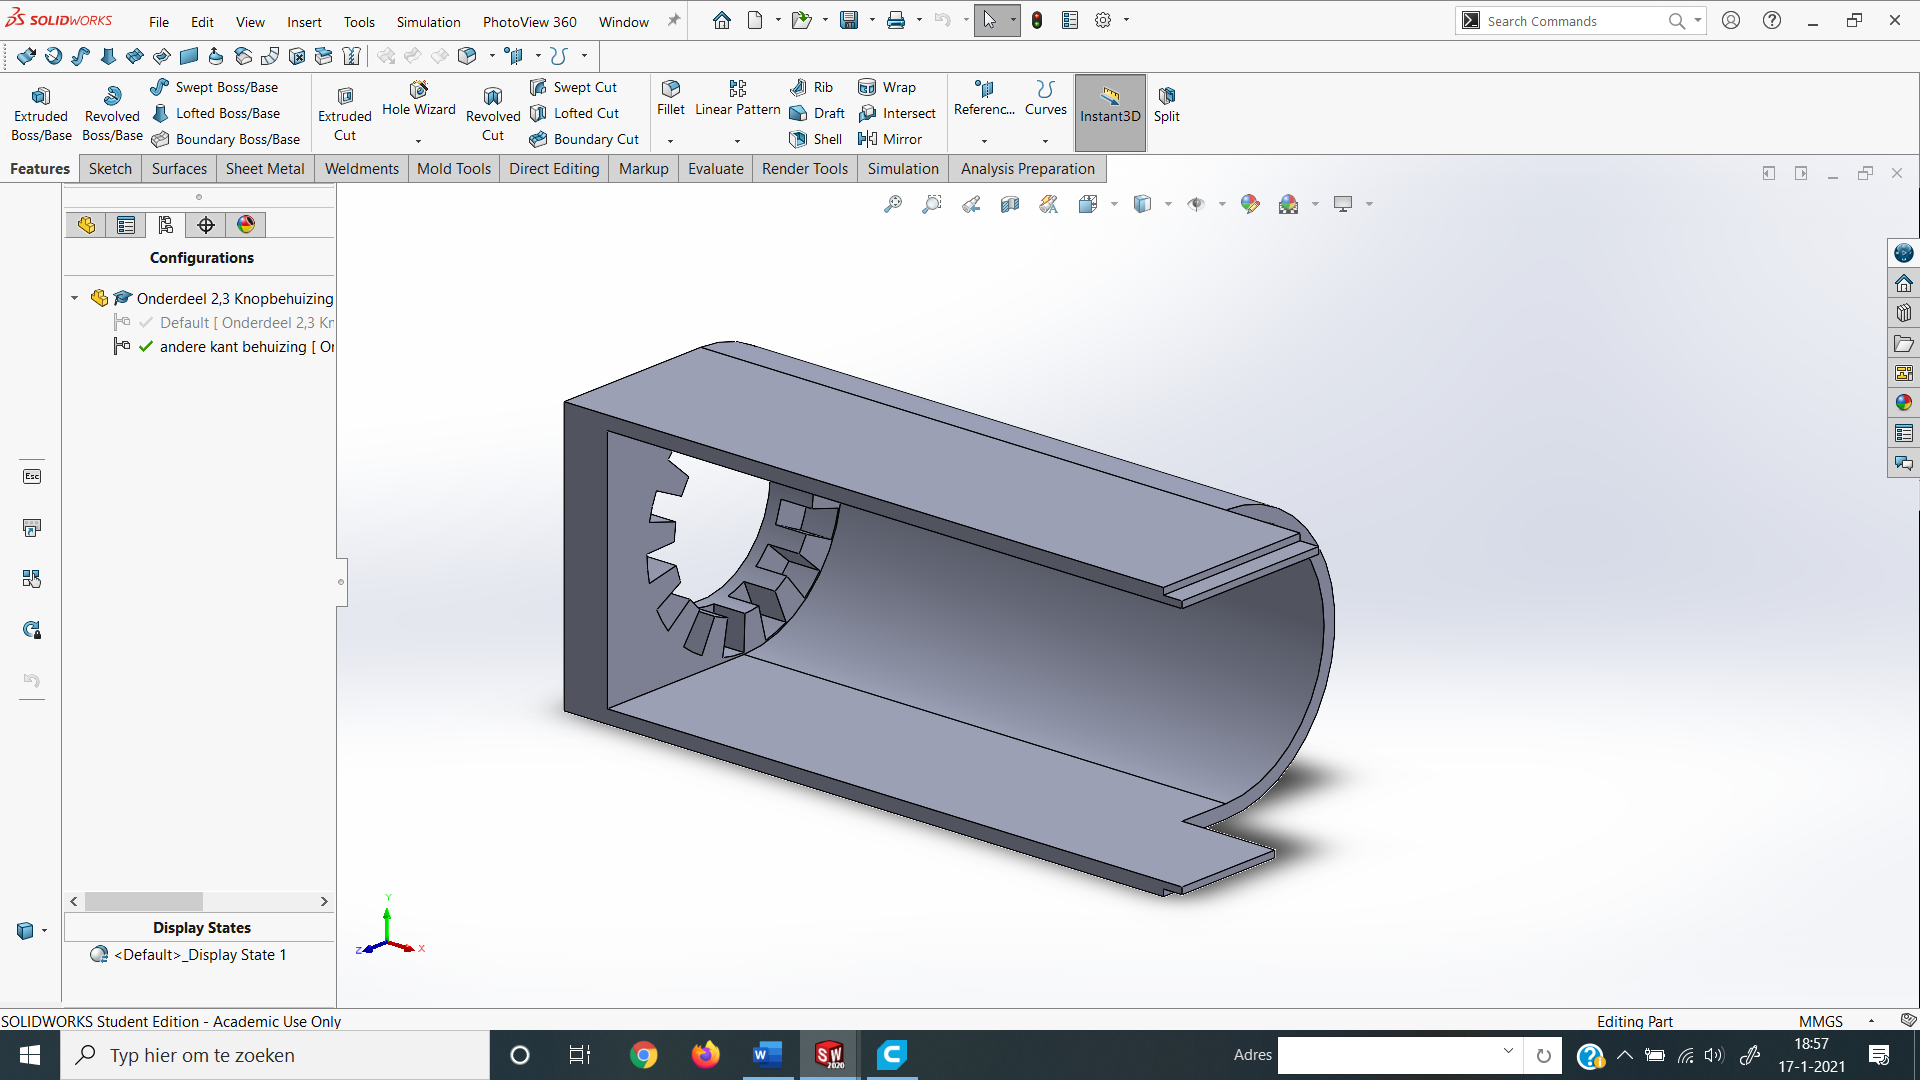 SOLIDWORKS File Edit View Insert Tools Simulation PhotoView 360 Window Search Commands
Extruded Boss/Base
Revolved Boss/Base
Swept Boss/Base
Lofted Boss/Base
Boundary Boss/Base
Extruded Cut
Hole Wizard
Revolved Cut
Swept Cut
Lofted Cut
Boundary Cut
Fillet
Linear Pattern
Rib
Draft
Shell
Wrap
Intersect
Mirror
Referenc...
Curves
Instant3D
Split
Features Sketch Surfaces Sheet Metal Weldments Mold Tools Direct Editing Markup Evaluate Render Tools Simulation Analysis Preparation
Configurations
Onderdeel 2,3 Knopbehuizing
Default [ Onderdeel 2,3 Kr
andere kant behuizing [ Or
Esc
Y
Z
X
Display States
<Default>_Display State 1
SOLIDWORKS Student Edition - Academic Use Only
Editing Part
MMGS
Typ hier om te zoeken
W
SW
2020
Adres
18:57
17-1-2021